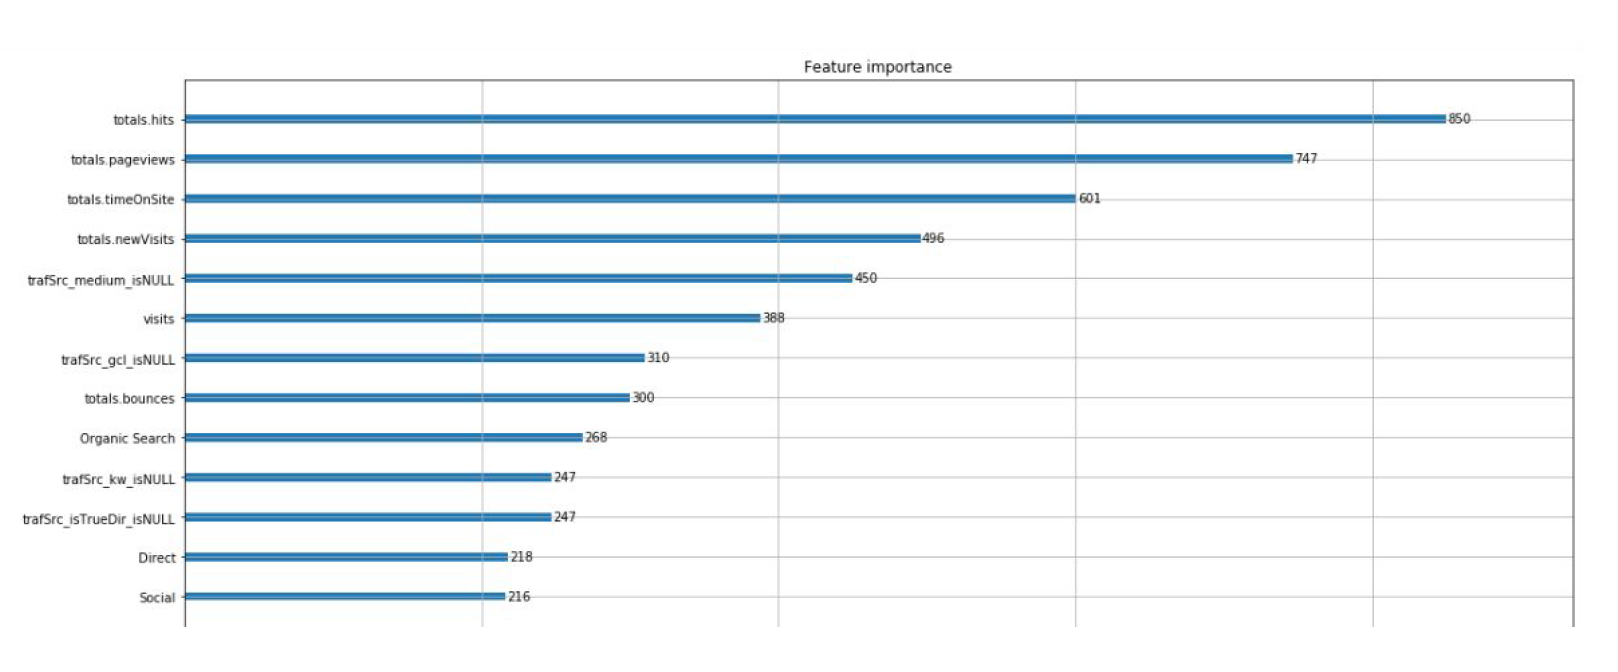 Feature importance
totals.hits 850
totals.pageviews 747
totals.timeOnSite 601
totals.newVisits 496
trafSrc_medium_isNULL 450
visits 388
trafSrc_gcl_isNULL 310
totals.bounces 300
Organic Search 268
trafSrc_kw_isNULL 247
trafSrc_isTrueDir_isNULL 247
Direct 218
Social 216